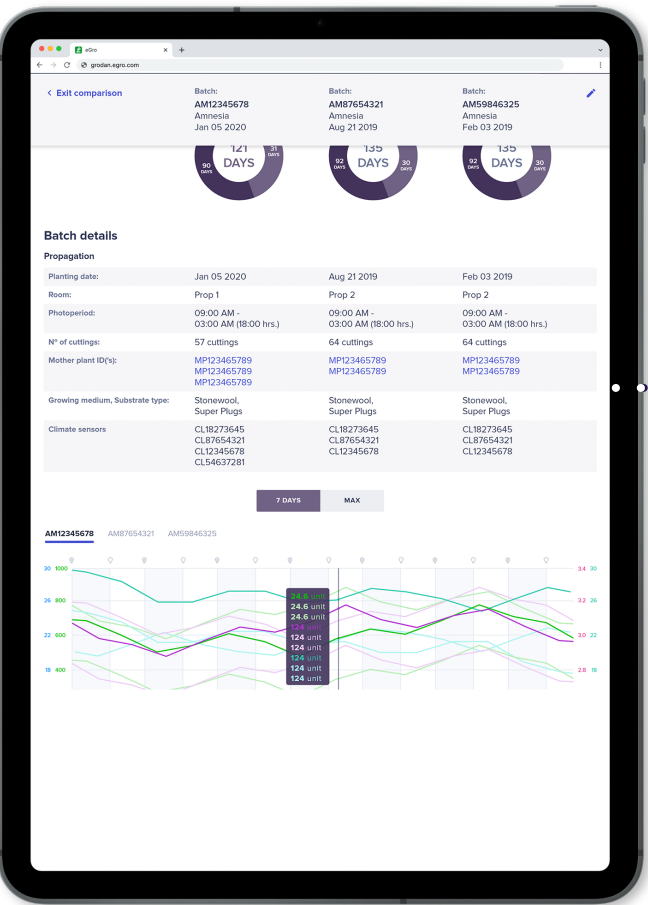 eGro
grodan.egro.com
Exit comparison
Batch: Batch: Batch:
AM12345678 AM87654321 AM59846325
Amnesia Amnesia Amnesia
Jan 05 2020 Aug 21 2019 Feb 03 2019
121 31 135 135
DAYS DAYS DAYS
90 DAYS DAYS 92 DAYS 30 DAYS 92 DAYS 30 DAYS
Batch details
Propagation
Planting date: Jan 05 2020 Aug 21 2019 Feb 03 2019
Room: Prop 1 Prop 2 Prop 2
Photoperiod: 09:00 AM - 09:00 AM - 09:00 AM -
03:00 AM (18:00 hrs.) 03:00 AM (18:00 hrs.) 03:00 AM (18:00 hrs.)
Nº of cuttings: 57 cuttings 64 cuttings 64 cuttings
Mother plant ID('s): MP123465789 MP123465789 MP123465789
MP123465789 MP123465789 MP123465789
MP123465789
Growing medium, Substrate type: Stonewool, Stonewool, Stonewool,
Super Plugs Super Plugs Super Plugs
Climate sensors CL18273645 CL18273645 CL18273645
CL87654321 CL87654321 CL87654321
CL12345678 CL12345678 CL12345678
CL54637281
7 DAYS MAX
AM12345678 AM87654321 AM59846325
30 1000 3.4 30
26 800 3.2 26
22 600 3.0 22
18 400 2.8 18
24.6 unit
24.6 unit
24.6 unit
124 unit
124 unit
124 unit
124 unit
124 unit
124 unit